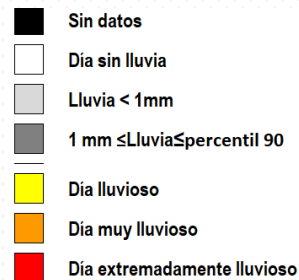 Sin datos
Día sin lluvia
Lluvia < 1mm
1 mm ≤Lluvia≤percentil 90
Día lluvioso
Día muy lluvioso
Día extremadamente lluvioso